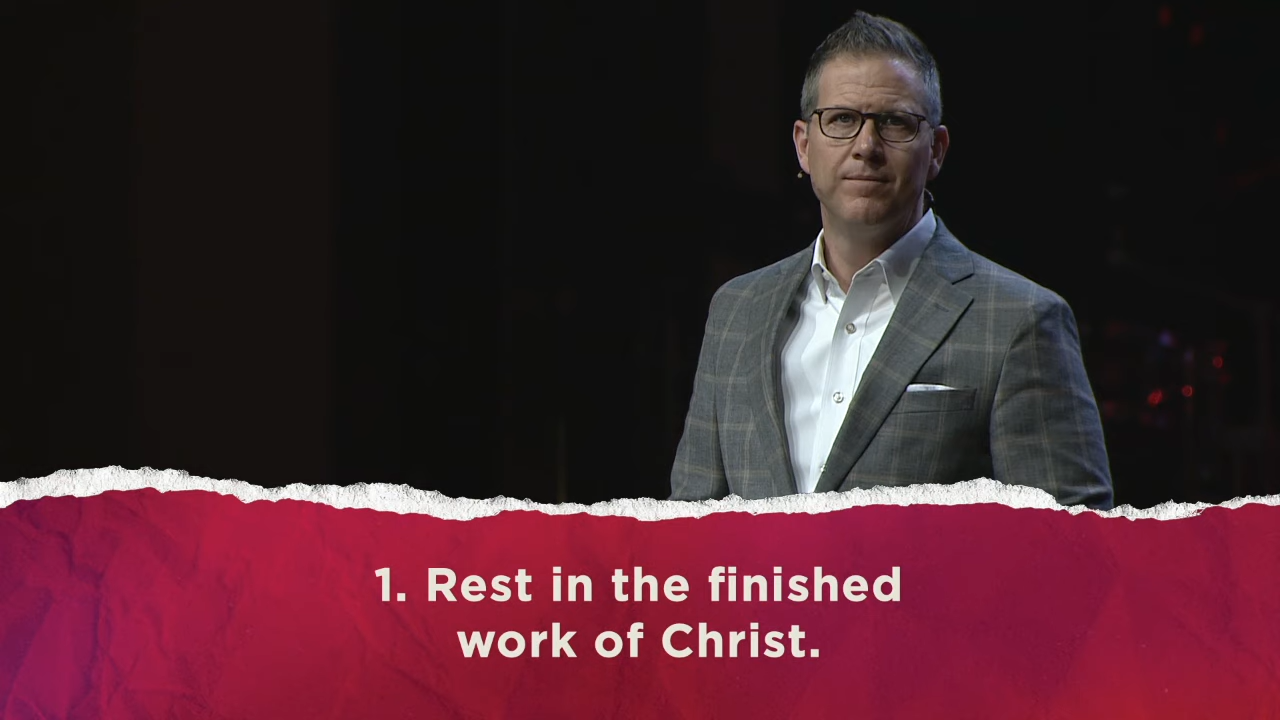 1. Rest in the finished
work of Christ.